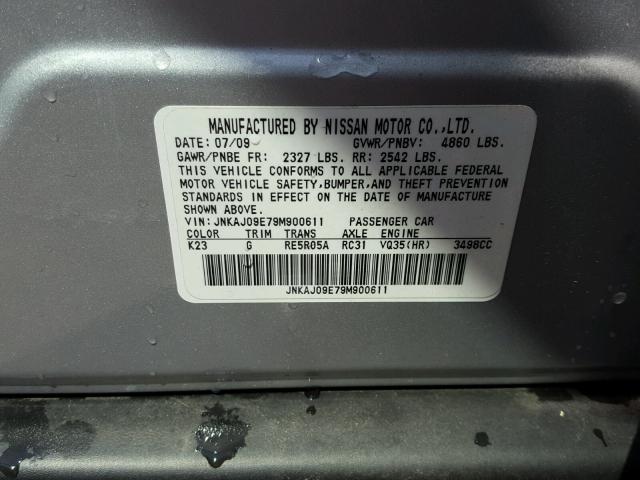 MANUFACTURED BY NISSAN MOTOR CO.,LTD.
DATE: 07/09 GVWR/PNBV: 4860 LBS.
GAWR/PNBE FR: 2327 LBS. RR: 2542 LBS.
THIS VEHICLE CONFORMS TO ALL APPLICABLE FEDERAL
MOTOR VEHICLE SAFETY,BUMPER,AND THEFT PREVENTION
STANDARDS IN EFFECT ON THE DATE OF MANUFACTURE
SHOWN ABOVE.
VIN: JNKAJ09E79M900611 PASSENGER CAR
COLOR TRIM TRANS AXLE ENGINE
K23 G RE5R05A RC31 VQ35(HR) 3498CC
JNKAJ09E79M900611